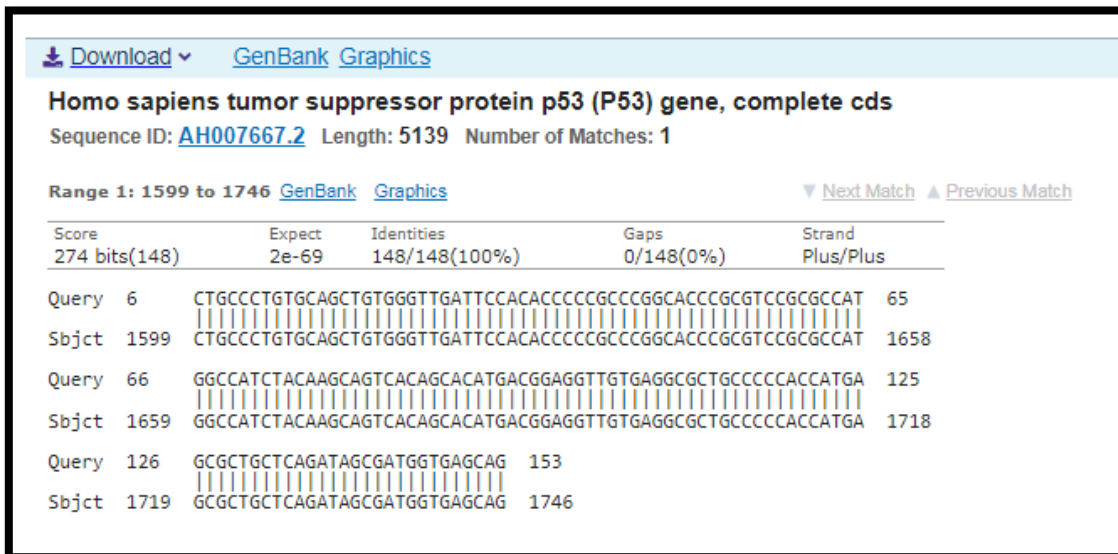 Download GenBank Graphics
Homo sapiens tumor suppressor protein p53 (P53) gene, complete cds
Sequence ID: AH007667.2 Length: 5139 Number of Matches: 1
Range 1: 1599 to 1746 GenBank Graphics ▼ Next Match ▲ Previous Match
Score Expect Identities Gaps Strand
274 bits(148) 2e-69 148/148(100%) 0/148(0%) Plus/Plus
Query 6 CTGCCCTGTGCAGCTGTGGGTTGATTCCACACCCCCGCCCGGCACCCGCGTCCGCGCCAT 65
||||||||||||||||||||||||||||||||||||||||||||||||||||||||||||
Sbjct 1599 CTGCCCTGTGCAGCTGTGGGTTGATTCCACACCCCCGCCCGGCACCCGCGTCCGCGCCAT 1658
Query 66 GGCCATCTACAAGCAGTCACAGCACATGACGGAGGTTGTGAGGCGCTGCCCCCACCATGA 125
||||||||||||||||||||||||||||||||||||||||||||||||||||||||||||
Sbjct 1659 GGCCATCTACAAGCAGTCACAGCACATGACGGAGGTTGTGAGGCGCTGCCCCCACCATGA 1718
Query 126 GCGCTGCTCAGATAGCGATGGTGAGCAG 153
||||||||||||||||||||||||||||
Sbjct 1719 GCGCTGCTCAGATAGCGATGGTGAGCAG 1746